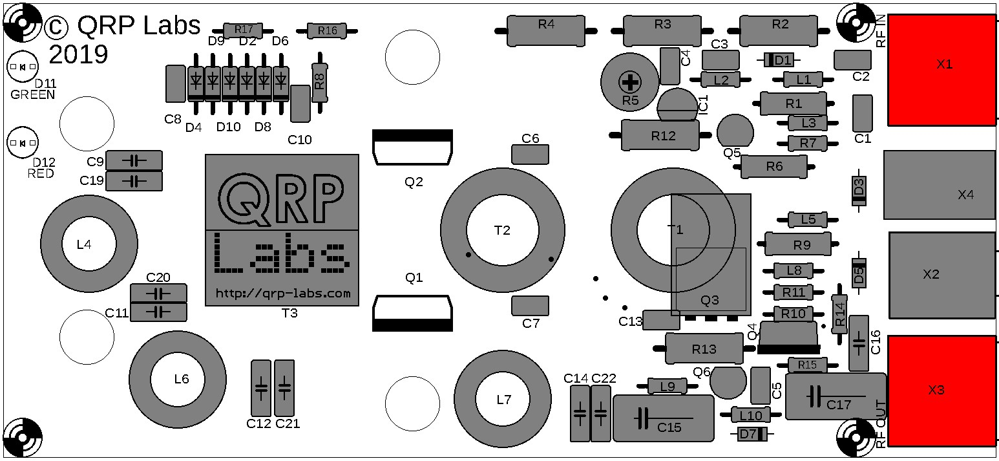 © QRP Labs
2019
R17
R16
D9
D2
D6
R4
R3
R2
RF IN
X1
C3
C4
D1
C2
D11
GREEN
R8
L2
L1
R5
IC1
R1
C8
D4
D10
D8
C10
L3
C1
R12
C6
Q5
R7
D12
RED
C9
C19
Q2
R6
D3
X4
QRP
L5
L4
T2
T1
R9
Labs
L8
D5
X2
C20
Q1
http://qrp-labs.com
R11
Q3
C11
T3
C7
C13
R10
R14
Q4
C16
R13
R15
L6
C14
C22
Q6
L9
C5
X3
L7
C17
C12
C21
C15
L10
D7
RF OUT